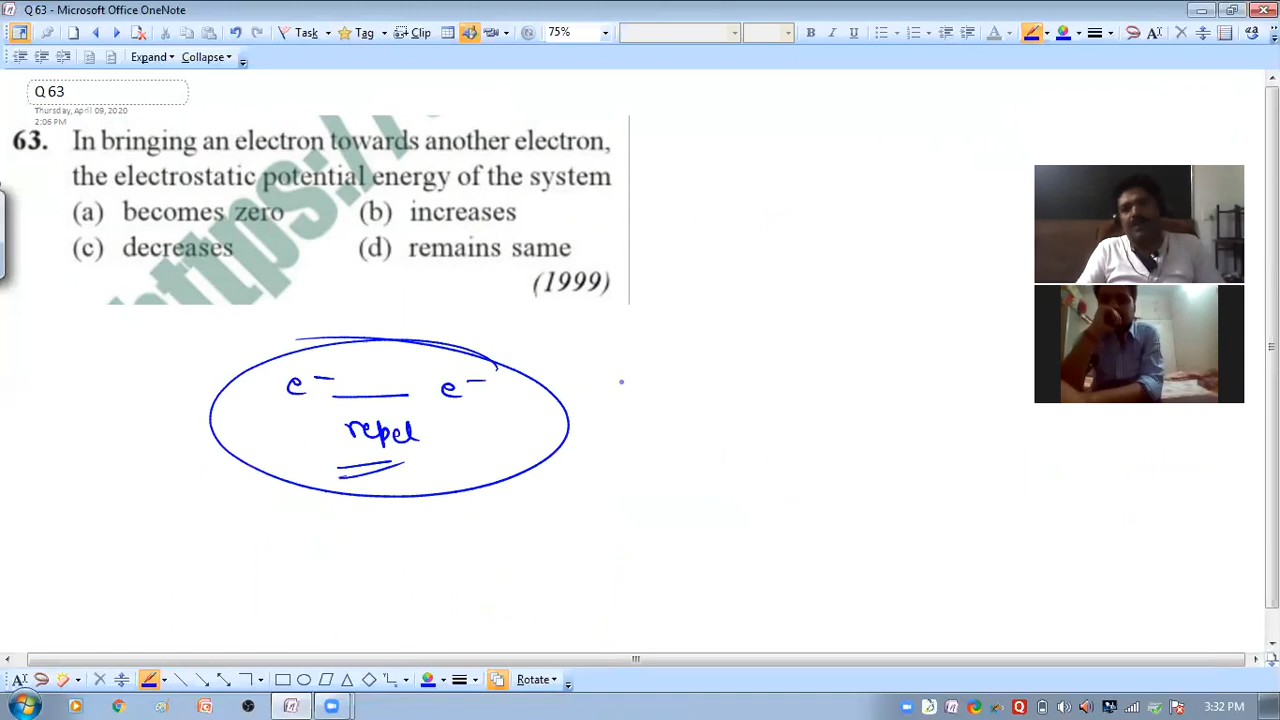 Q 63 - Microsoft Office OneNote
Task
Tag
Clip
75%
Expand
Collapse
Q 63
Thursday, April 09, 2020
2:06 PM
63. In bringing an electron towards another electron,
the electrostatic potential energy of the system
(a) becomes zero (b) increases
(c) decreases (d) remains same
(1999)
https://
e⁻ e⁻
repel
Rotate
3:32 PM